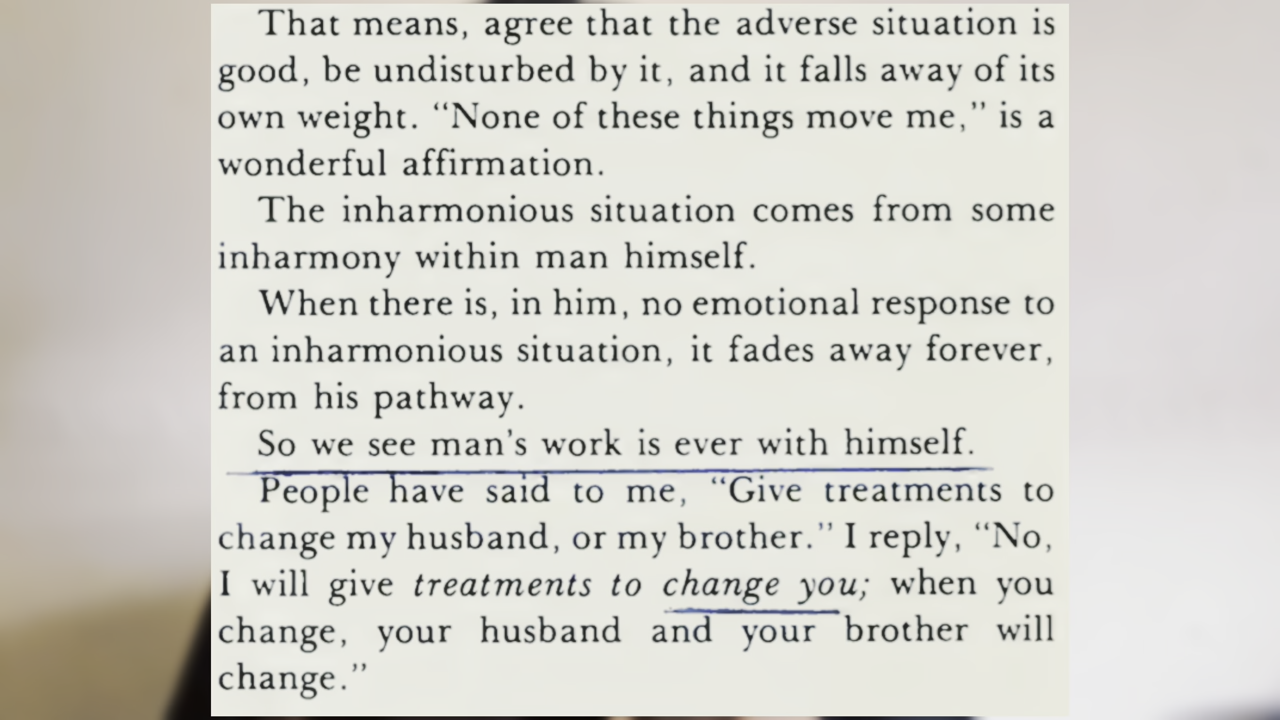 That means, agree that the adverse situation is
good, be undisturbed by it, and it falls away of its
own weight. “None of these things move me,” is a
wonderful affirmation.
The inharmonious situation comes from some
inharmony within man himself.
When there is, in him, no emotional response to
an inharmonious situation, it fades away forever,
from his pathway.
So we see man’s work is ever with himself.
People have said to me, “Give treatments to
change my husband, or my brother.” I reply, “No,
I will give treatments to change you; when you
change, your husband and your brother will
change.”